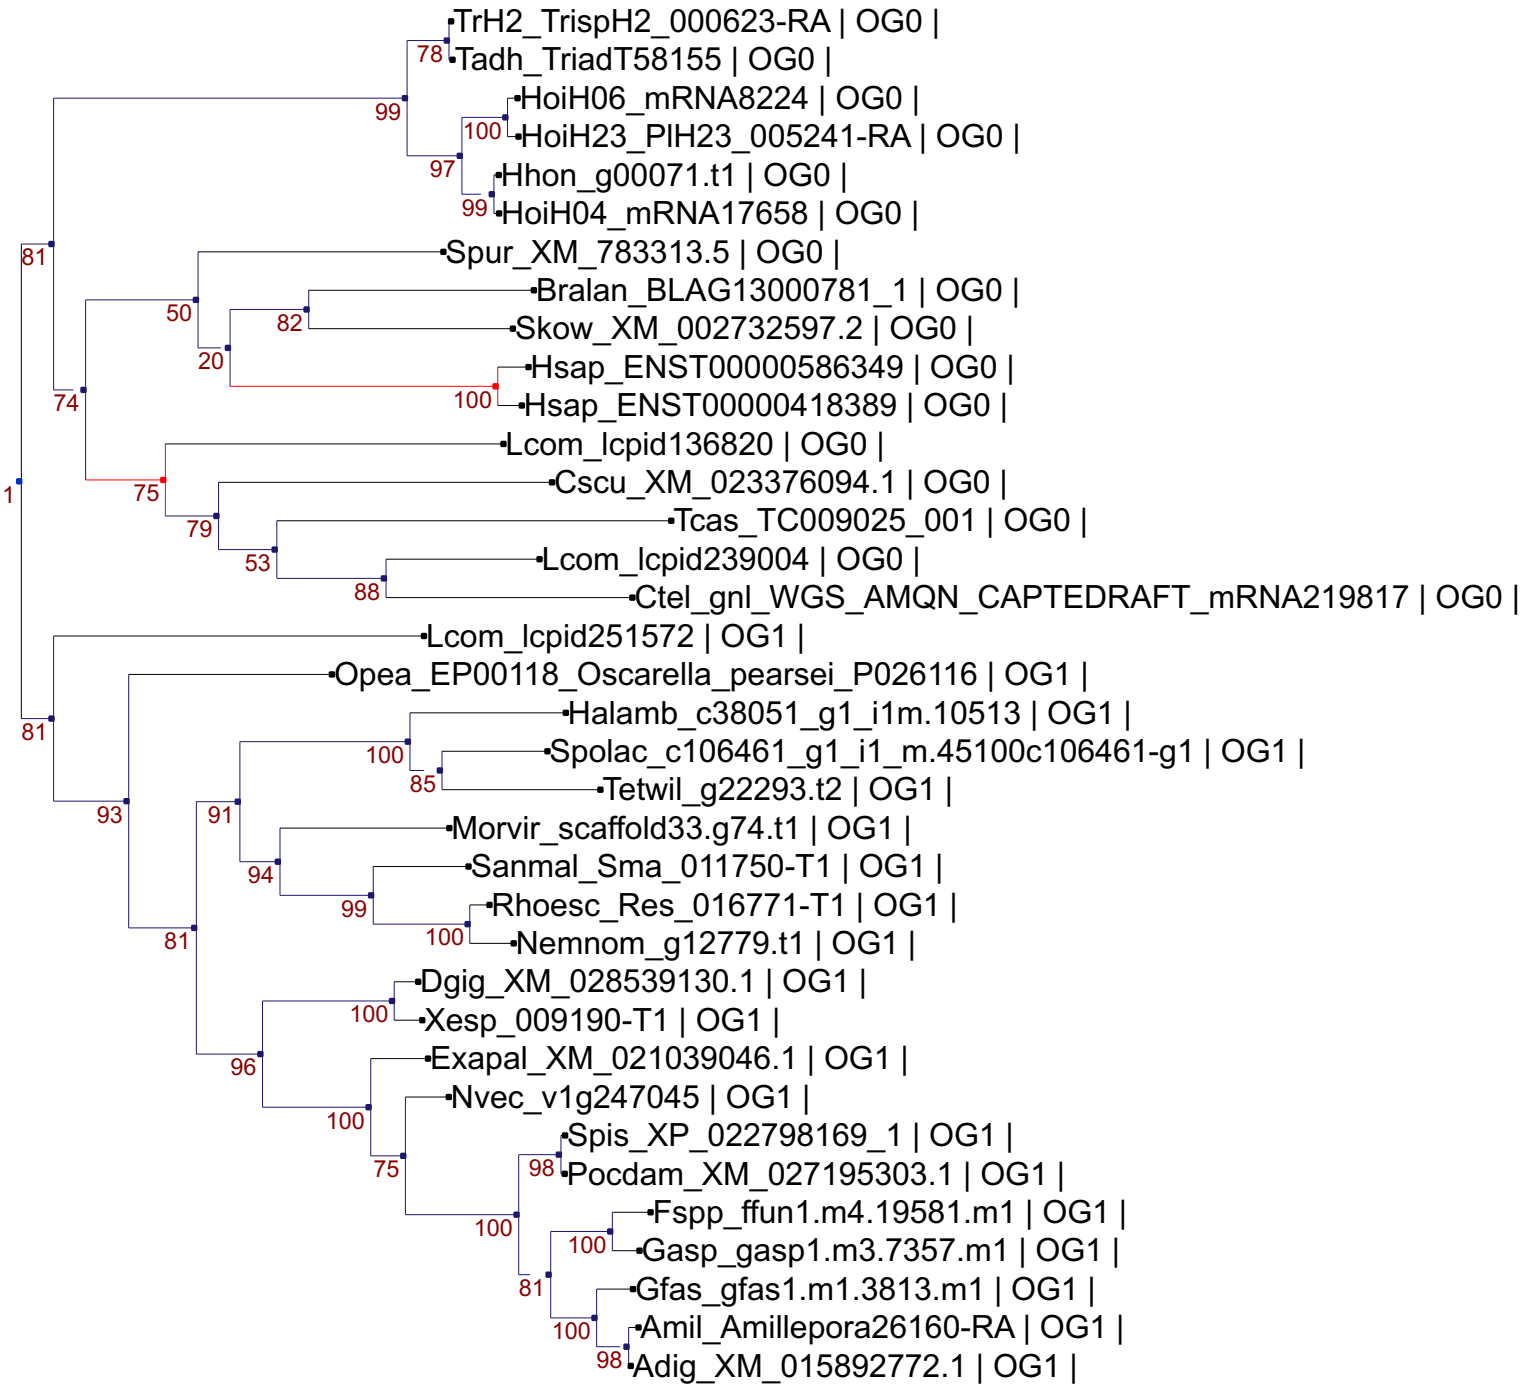 TrH2_TrispH2_000623-RA | OG0 |
78
Tadh_TriadT58155 | OG0 |
HoiH06_mRNA8224 | OG0 |
99
100
HoiH23_PlH23_005241-RA | OG0 |
97
Hhon_g00071.t1 | OG0 |
99
HoiH04_mRNA17658 | OG0 |
81
Spur_XM_783313.5 | OG0 |
Bralan_BLAG13000781_1 | OG0 |
50
82
Skow_XM_002732597.2 | OG0 |
20
Hsap_ENST00000586349 | OG0 |
74
100
Hsap_ENST00000418389 | OG0 |
Lcom_lcpid136820 | OG0 |
1
75
Cscu_XM_023376094.1 | OG0 |
79
Tcas_TC009025_001 | OG0 |
53
Lcom_lcpid239004 | OG0 |
88
Ctel_gnl_WGS_AMQN_CAPTEDRAFT_mRNA219817 | OG0 |
Lcom_lcpid251572 | OG1 |
Opea_EP00118_Oscarella_pearsei_P026116 | OG1 |
81
Halamb_c38051_g1_i1m.10513 | OG1 |
100
Spolac_c106461_g1_i1_m.45100c106461-g1 | OG1 |
85
Tetwil_g22293.t2 | OG1 |
93
91
Morvir_scaffold33.g74.t1 | OG1 |
94
Sanmal_Sma_011750-T1 | OG1 |
99
Rhoesc_Res_016771-T1 | OG1 |
81
100
Nemnom_g12779.t1 | OG1 |
Dgig_XM_028539130.1 | OG1 |
100
Xesp_009190-T1 | OG1 |
96
Exapal_XM_021039046.1 | OG1 |
Nvec_v1g247045 | OG1 |
100
Spis_XP_022798169_1 | OG1 |
75
98
Pocdam_XM_027195303.1 | OG1 |
Fspp_ffun1.m4.19581.m1 | OG1 |
100
100
Gasp_gasp1.m3.7357.m1 | OG1 |
81
Gfas_gfas1.m1.3813.m1 | OG1 |
100
Amil_Amillepora26160-RA | OG1 |
98
Adig_XM_015892772.1 | OG1 |